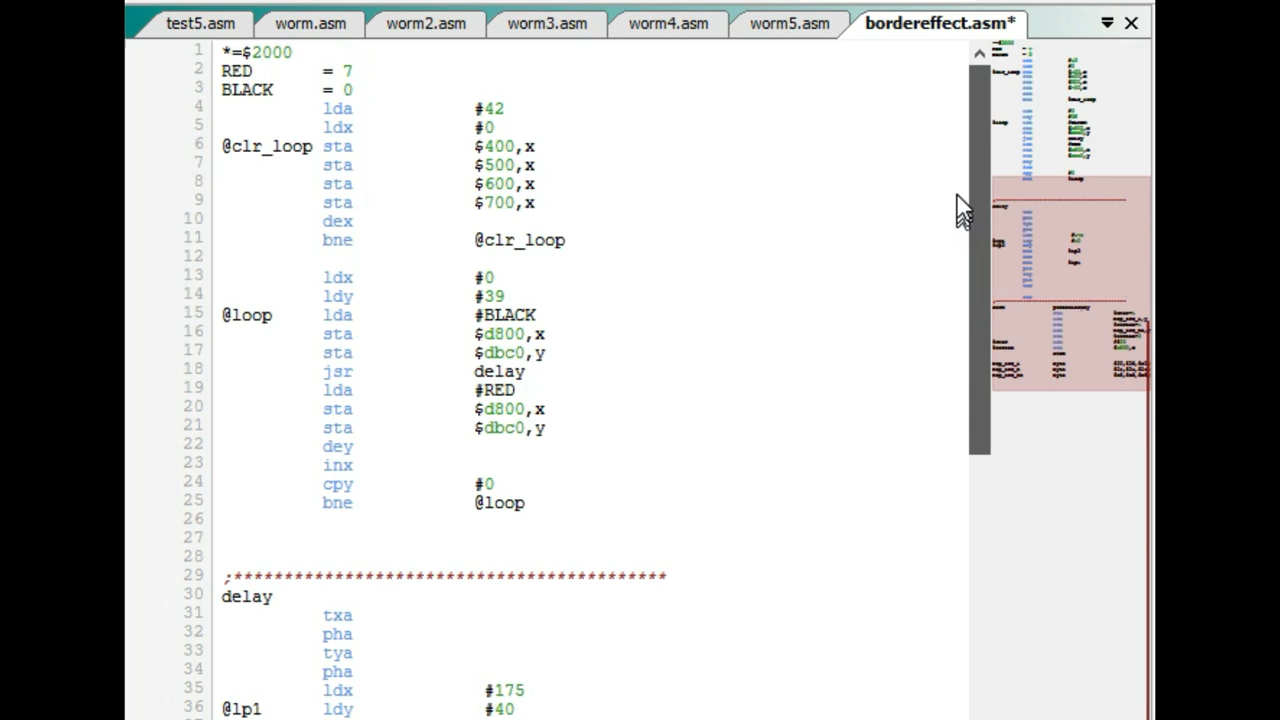 test5.asm worm.asm worm2.asm worm3.asm worm4.asm worm5.asm bordereffect.asm*
1 *=$2000
2 RED = 7
3 BLACK = 0
4 lda #42
5 ldx #0
6 @clr_loop sta $400,x
7 sta $500,x
8 sta $600,x
9 sta $700,x
10 dex
11 bne @clr_loop
12
13 ldx #0
14 ldy #39
15 @loop lda #BLACK
16 sta $d800,x
17 sta $dbc0,y
18 jsr delay
19 lda #RED
20 sta $d800,x
21 sta $dbc0,y
22 dey
23 inx
24 cpy #0
25 bne @loop
26
27
28
29 ;*******************************************
30 delay
31 txa
32 pha
33 tya
34 pha
35 ldx #175
36 @lp1 ldy #40